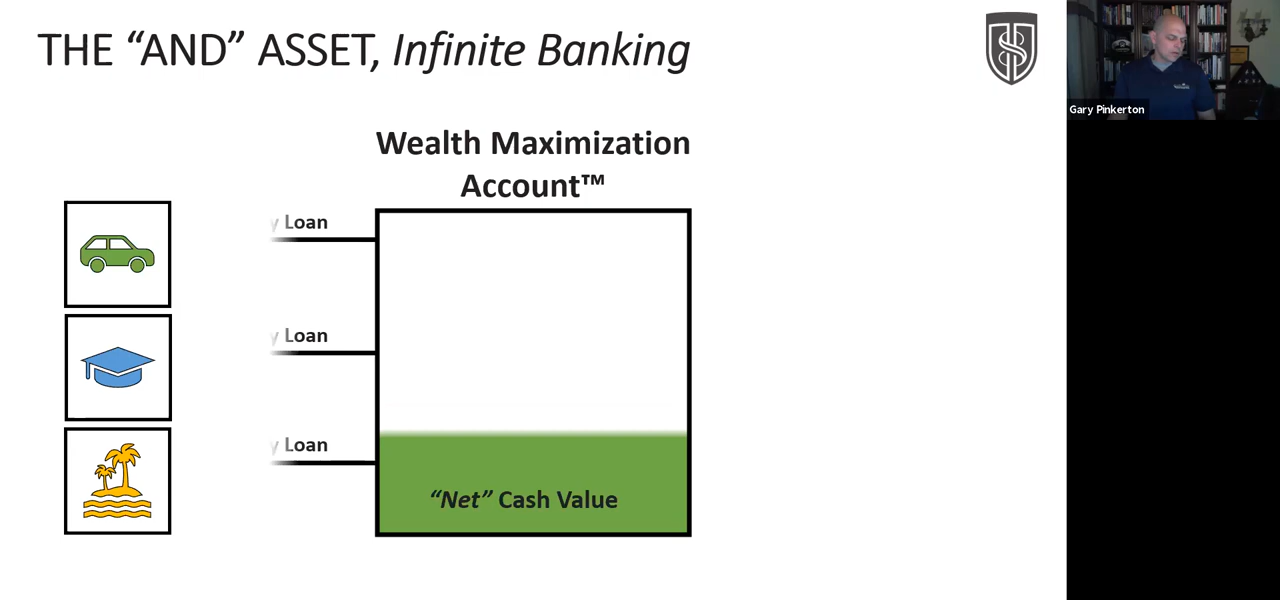 THE “AND” ASSET, Infinite Banking
Wealth Maximization
Account™
y Loan
y Loan
y Loan
“Net” Cash Value
Gary Pinkerton